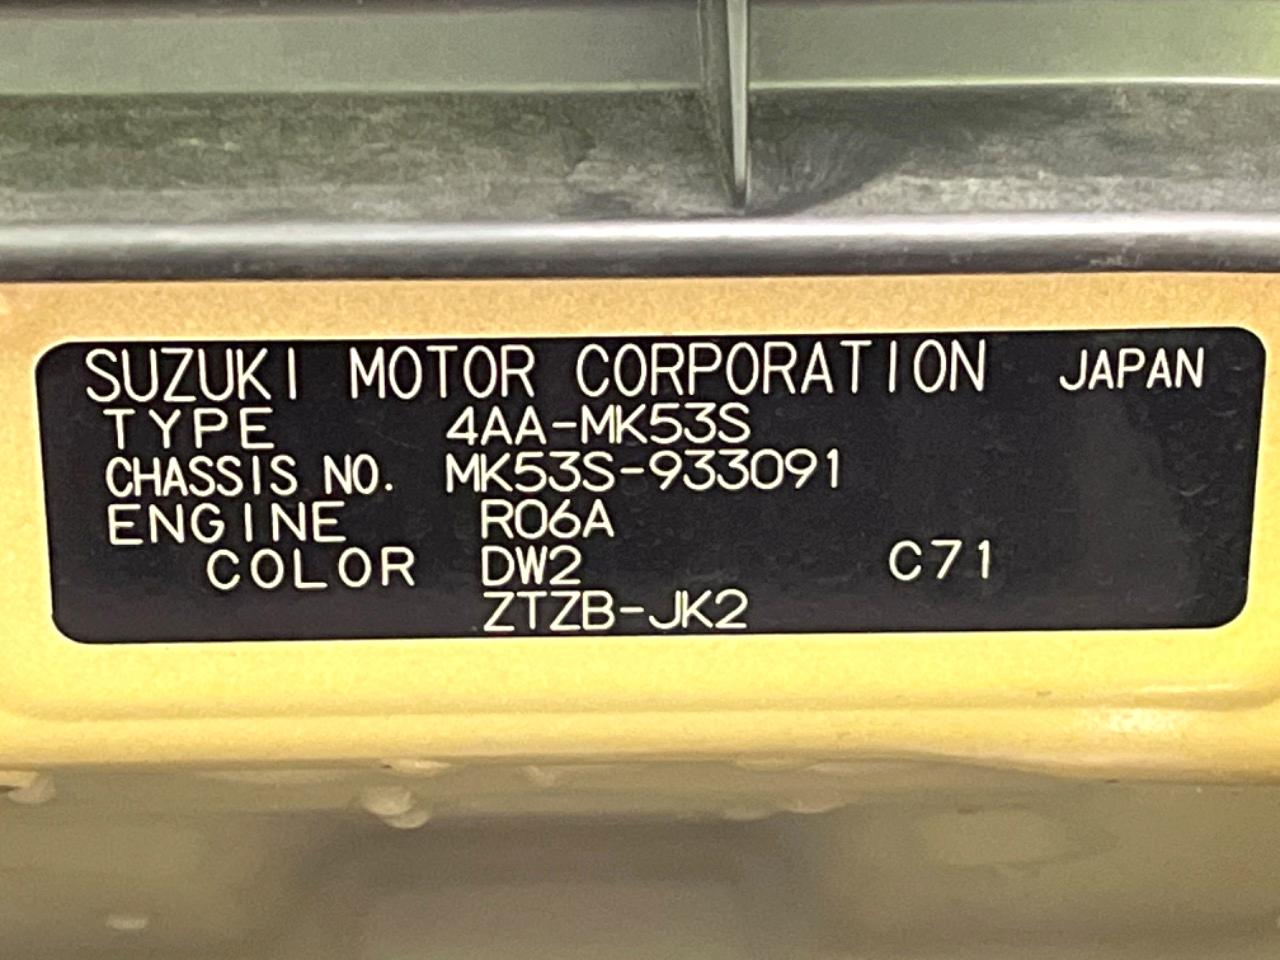 SUZUKI MOTOR CORPORATION JAPAN
TYPE 4AA-MK53S
CHASSIS NO. MK53S-933091
ENGINE R06A
COLOR DW2 C71
ZTZB-JK2